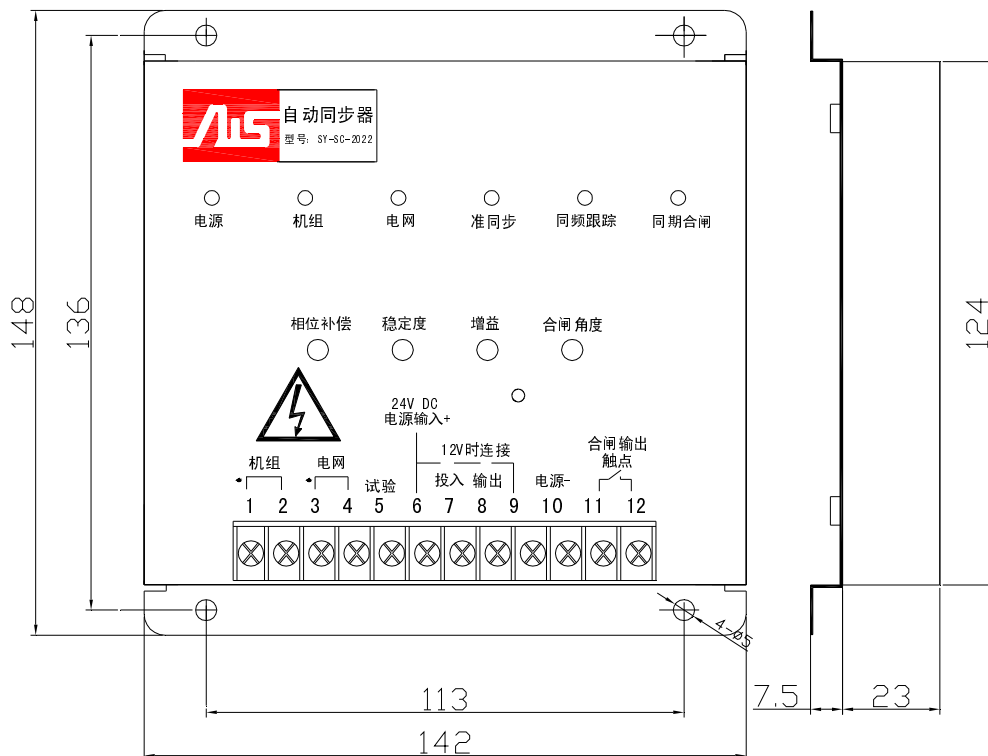 AIS
自动同步器
型号: SY-SC-2022
电源 机组 电网 准同步 同频跟踪 同期合闸
相位补偿 稳定度 增益 合闸角度
24V DC
电源输入+
12V时连接
合闸输出
触点
机组 电网 试验 投入 输出 电源-
1 2 3 4 5 6 7 8 9 10 11 12
148
136
124
4-ø5
113
142
7.5
23